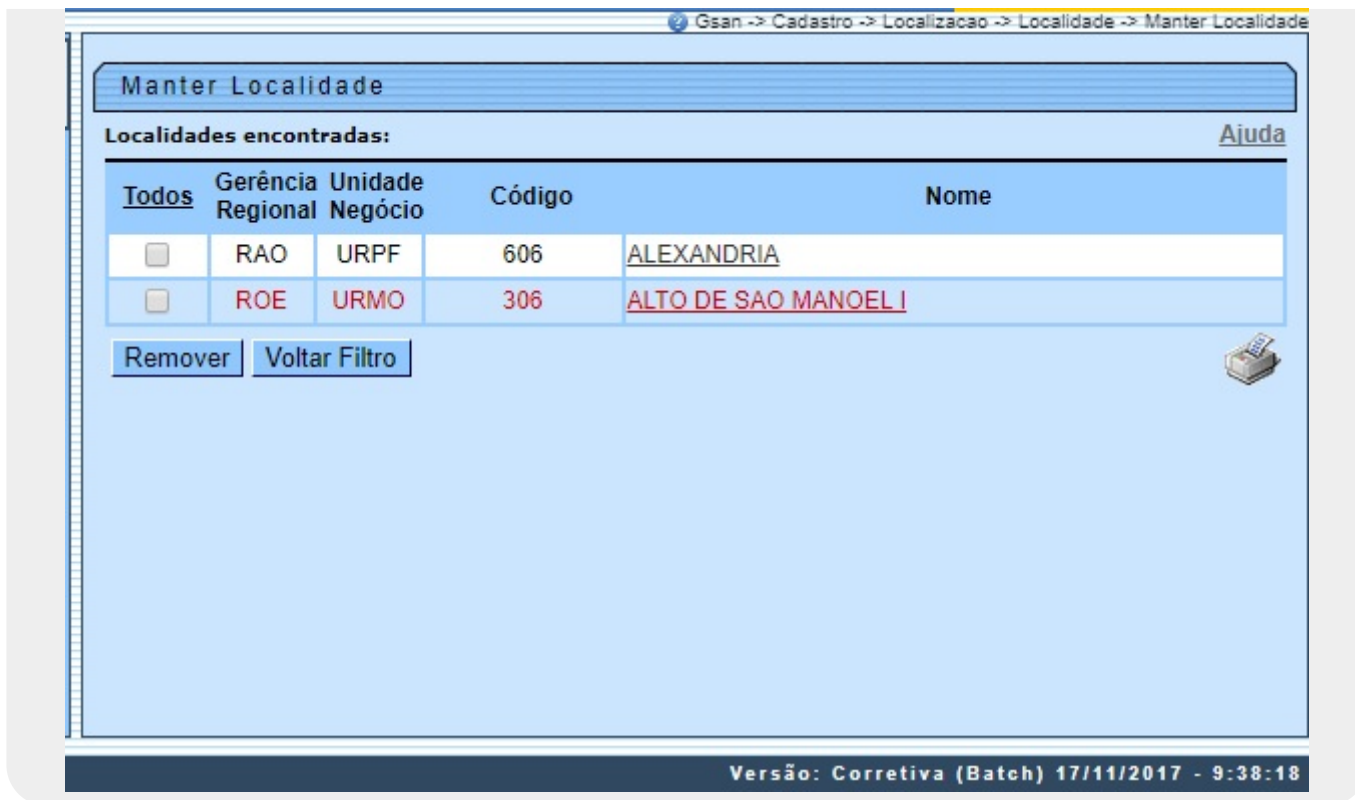 Gsan -> Cadastro -> Localizacao -> Localidade -> Manter Localidade
Manter Localidade
Localidades encontradas: Ajuda
Todos Gerência Regional Unidade Negócio Código Nome
RAO URPF 606 ALEXANDRIA
ROE URMO 306 ALTO DE SAO MANOEL I
Remover Voltar Filtro
Versão: Corretiva (Batch) 17/11/2017 - 9:38:18